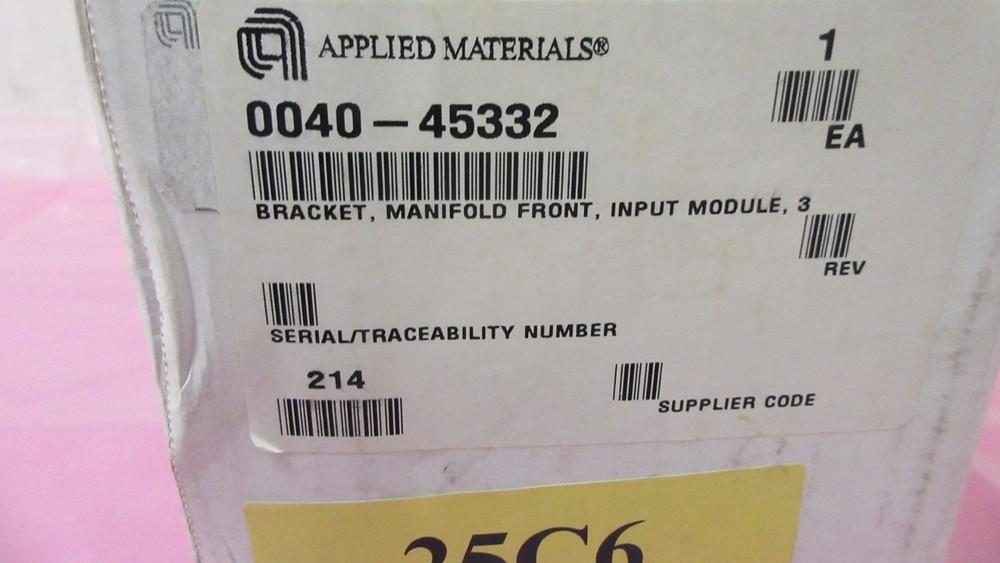 APPLIED MATERIALS®
1
0040-45332
EA
BRACKET, MANIFOLD FRONT, INPUT MODULE, 3
REV
SERIAL/TRACEABILITY NUMBER
214
SUPPLIER CODE
25C6